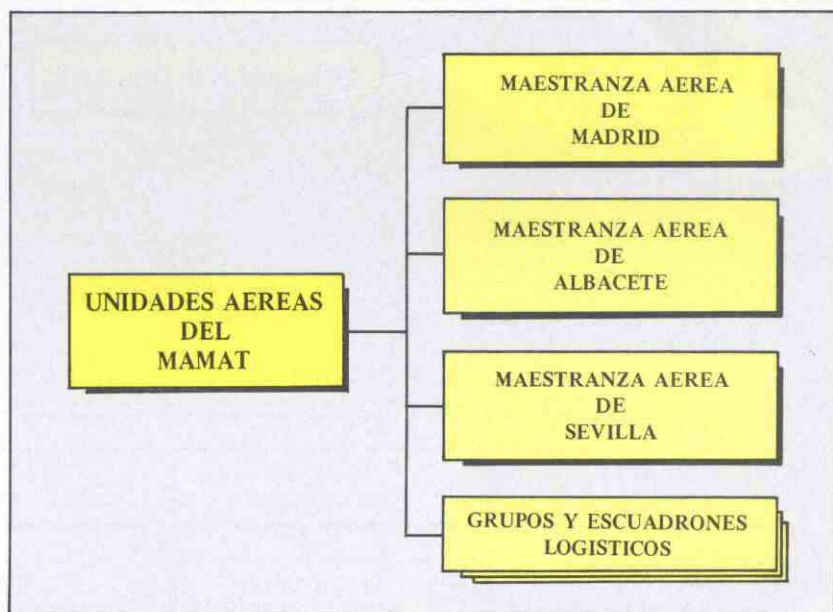 UNIDADES AEREAS
DEL
MAMAT
MAESTRANZA AEREA
DE
MADRID
MAESTRANZA AEREA
DE
ALBACETE
MAESTRANZA AEREA
DE
SEVILLA
GRUPOS Y ESCUADRONES
LOGISTICOS